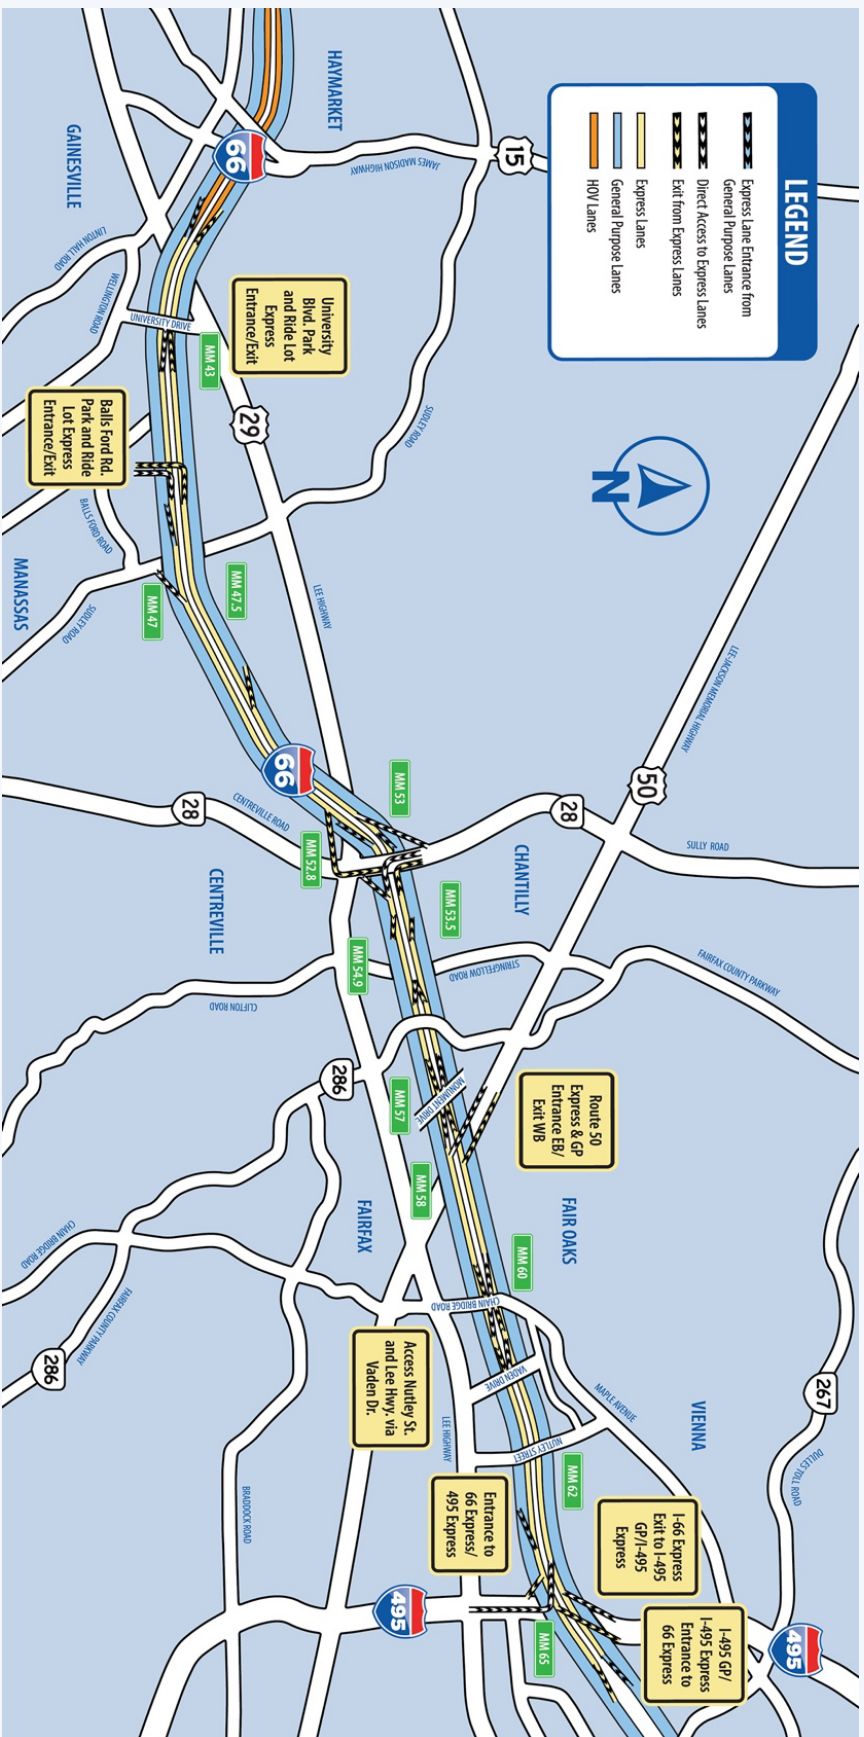 LEGEND
Express Lane Entrance from
General Purpose Lanes
Direct Access to Express Lanes
Exit from Express Lanes
Express Lanes
General Purpose Lanes
HOV Lanes
N
HAYMARKET
GAINESVILLE
66
15
JAMES MADISON HIGHWAY
LINTON HALL ROAD
WELLINGTON ROAD
UNIVERSITY DRIVE
University
Blvd. Park
and Ride Lot
Express
Entrance/Exit
MM 43
29
SUDLEY ROAD
Balls Ford Rd.
Park and Ride
Lot Express
Entrance/Exit
BALLS FORD ROAD
MANASSAS
SUDLEY ROAD
MM 47
MM 47.5
LEE HIGHWAY
LEE-JACKSON MEMORIAL HIGHWAY
50
66
28
CENTREVILLE ROAD
MM 52.8
MM 53
28
SULLY ROAD
CHANTILLY
CENTREVILLE
MM 53.5
MM 54.9
STRINGFELLOW ROAD
FAIRFAX COUNTY PARKWAY
CLIFTON ROAD
286
MM 57
MONUMENT DRIVE
Route 50
Express & GP
Entrance EB/
Exit WB
MM 58
FAIRFAX
FAIR OAKS
CHAIN BRIDGE ROAD
FAIRFAX COUNTY PARKWAY
286
MM 60
CHAIN BRIDGE ROAD
VADEN DRIVE
Access Nutley St.
and Lee Hwy. via
Vaden Dr.
MAPLE AVENUE
VIENNA
267
DULLES TOLL ROAD
LEE HIGHWAY
NUTLEY STREET
MM 62
BRADDOCK ROAD
Entrance to
66 Express/
495 Express
I-66 Express
Exit to I-495
GP/I-495
Express
495
MM 65
I-495 GP/
I-495 Express
Entrance to
66 Express
495